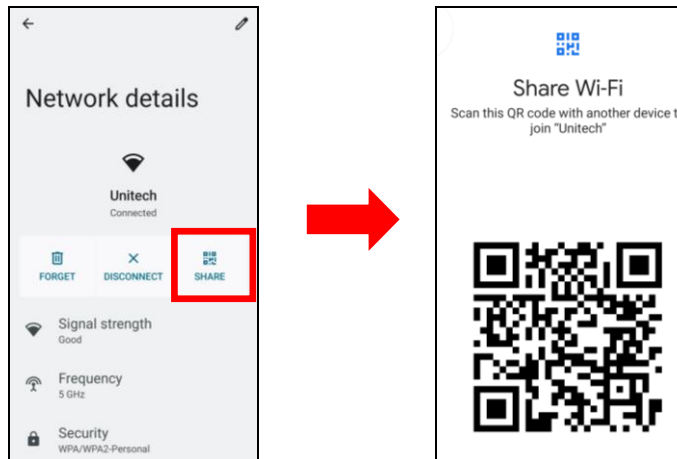 Network details
Unitech
Connected
FORGET
DISCONNECT
SHARE
Signal strength
Good
Frequency
5 GHz
Security
WPA/WPA2-Personal
Share Wi-Fi
Scan this QR code with another device t
join "Unitech"